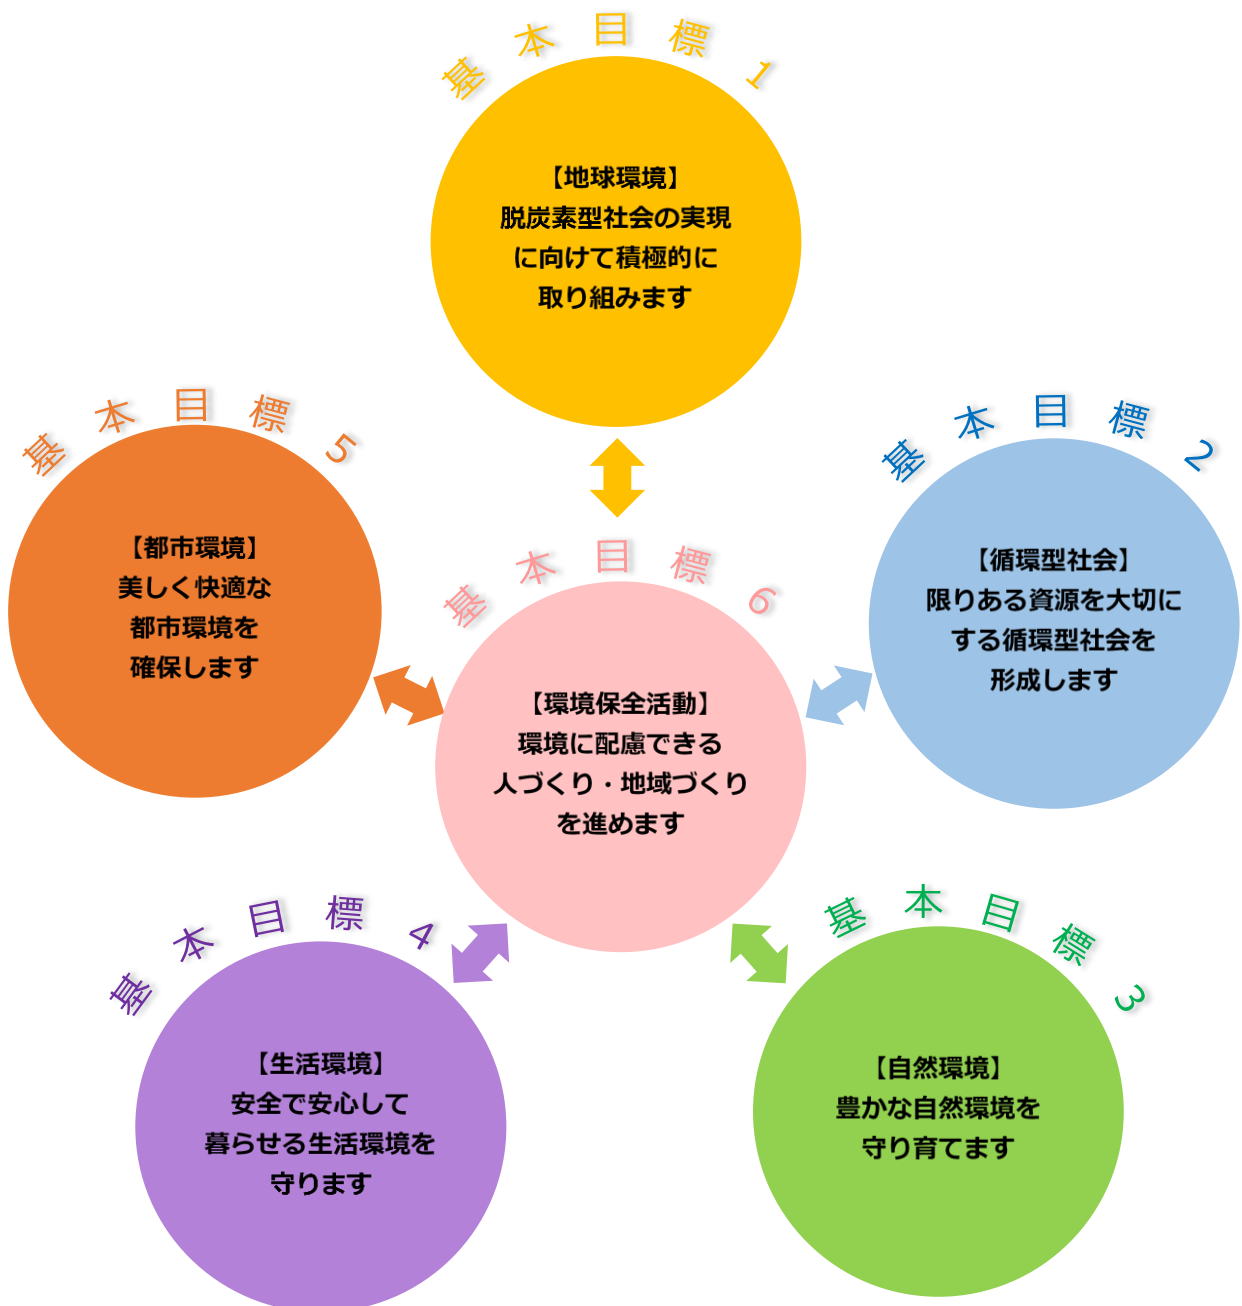 基本目標1
【地球環境】
脱炭素型社会の実現
に向けて積極的に
取り組みます
基本目標2
【循環型社会】
限りある資源を大切に
する循環型社会を
形成します
基本目標3
【自然環境】
豊かな自然環境を
守り育てます
基本目標4
【生活環境】
安全で安心して
暮らせる生活環境を
守ります
基本目標5
【都市環境】
美しく快適な
都市環境を
確保します
基本目標6
【環境保全活動】
環境に配慮できる
人づくり・地域づくり
を進めます